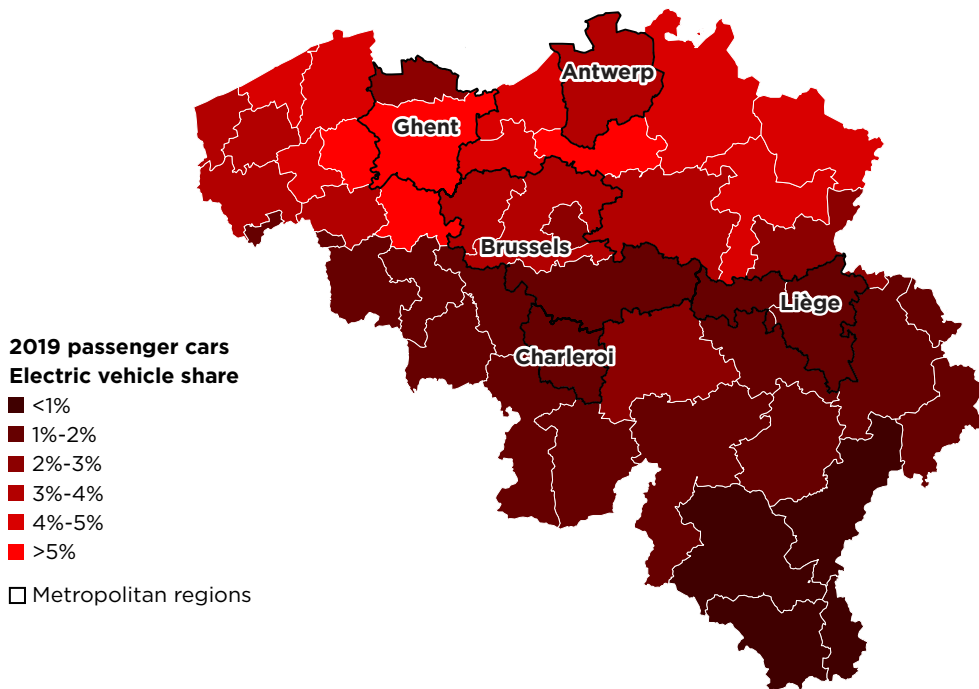 Antwerp
Ghent
Brussels
Liège
Charleroi
2019 passenger cars
Electric vehicle share
<1%
1%-2%
2%-3%
3%-4%
4%-5%
>5%
Metropolitan regions